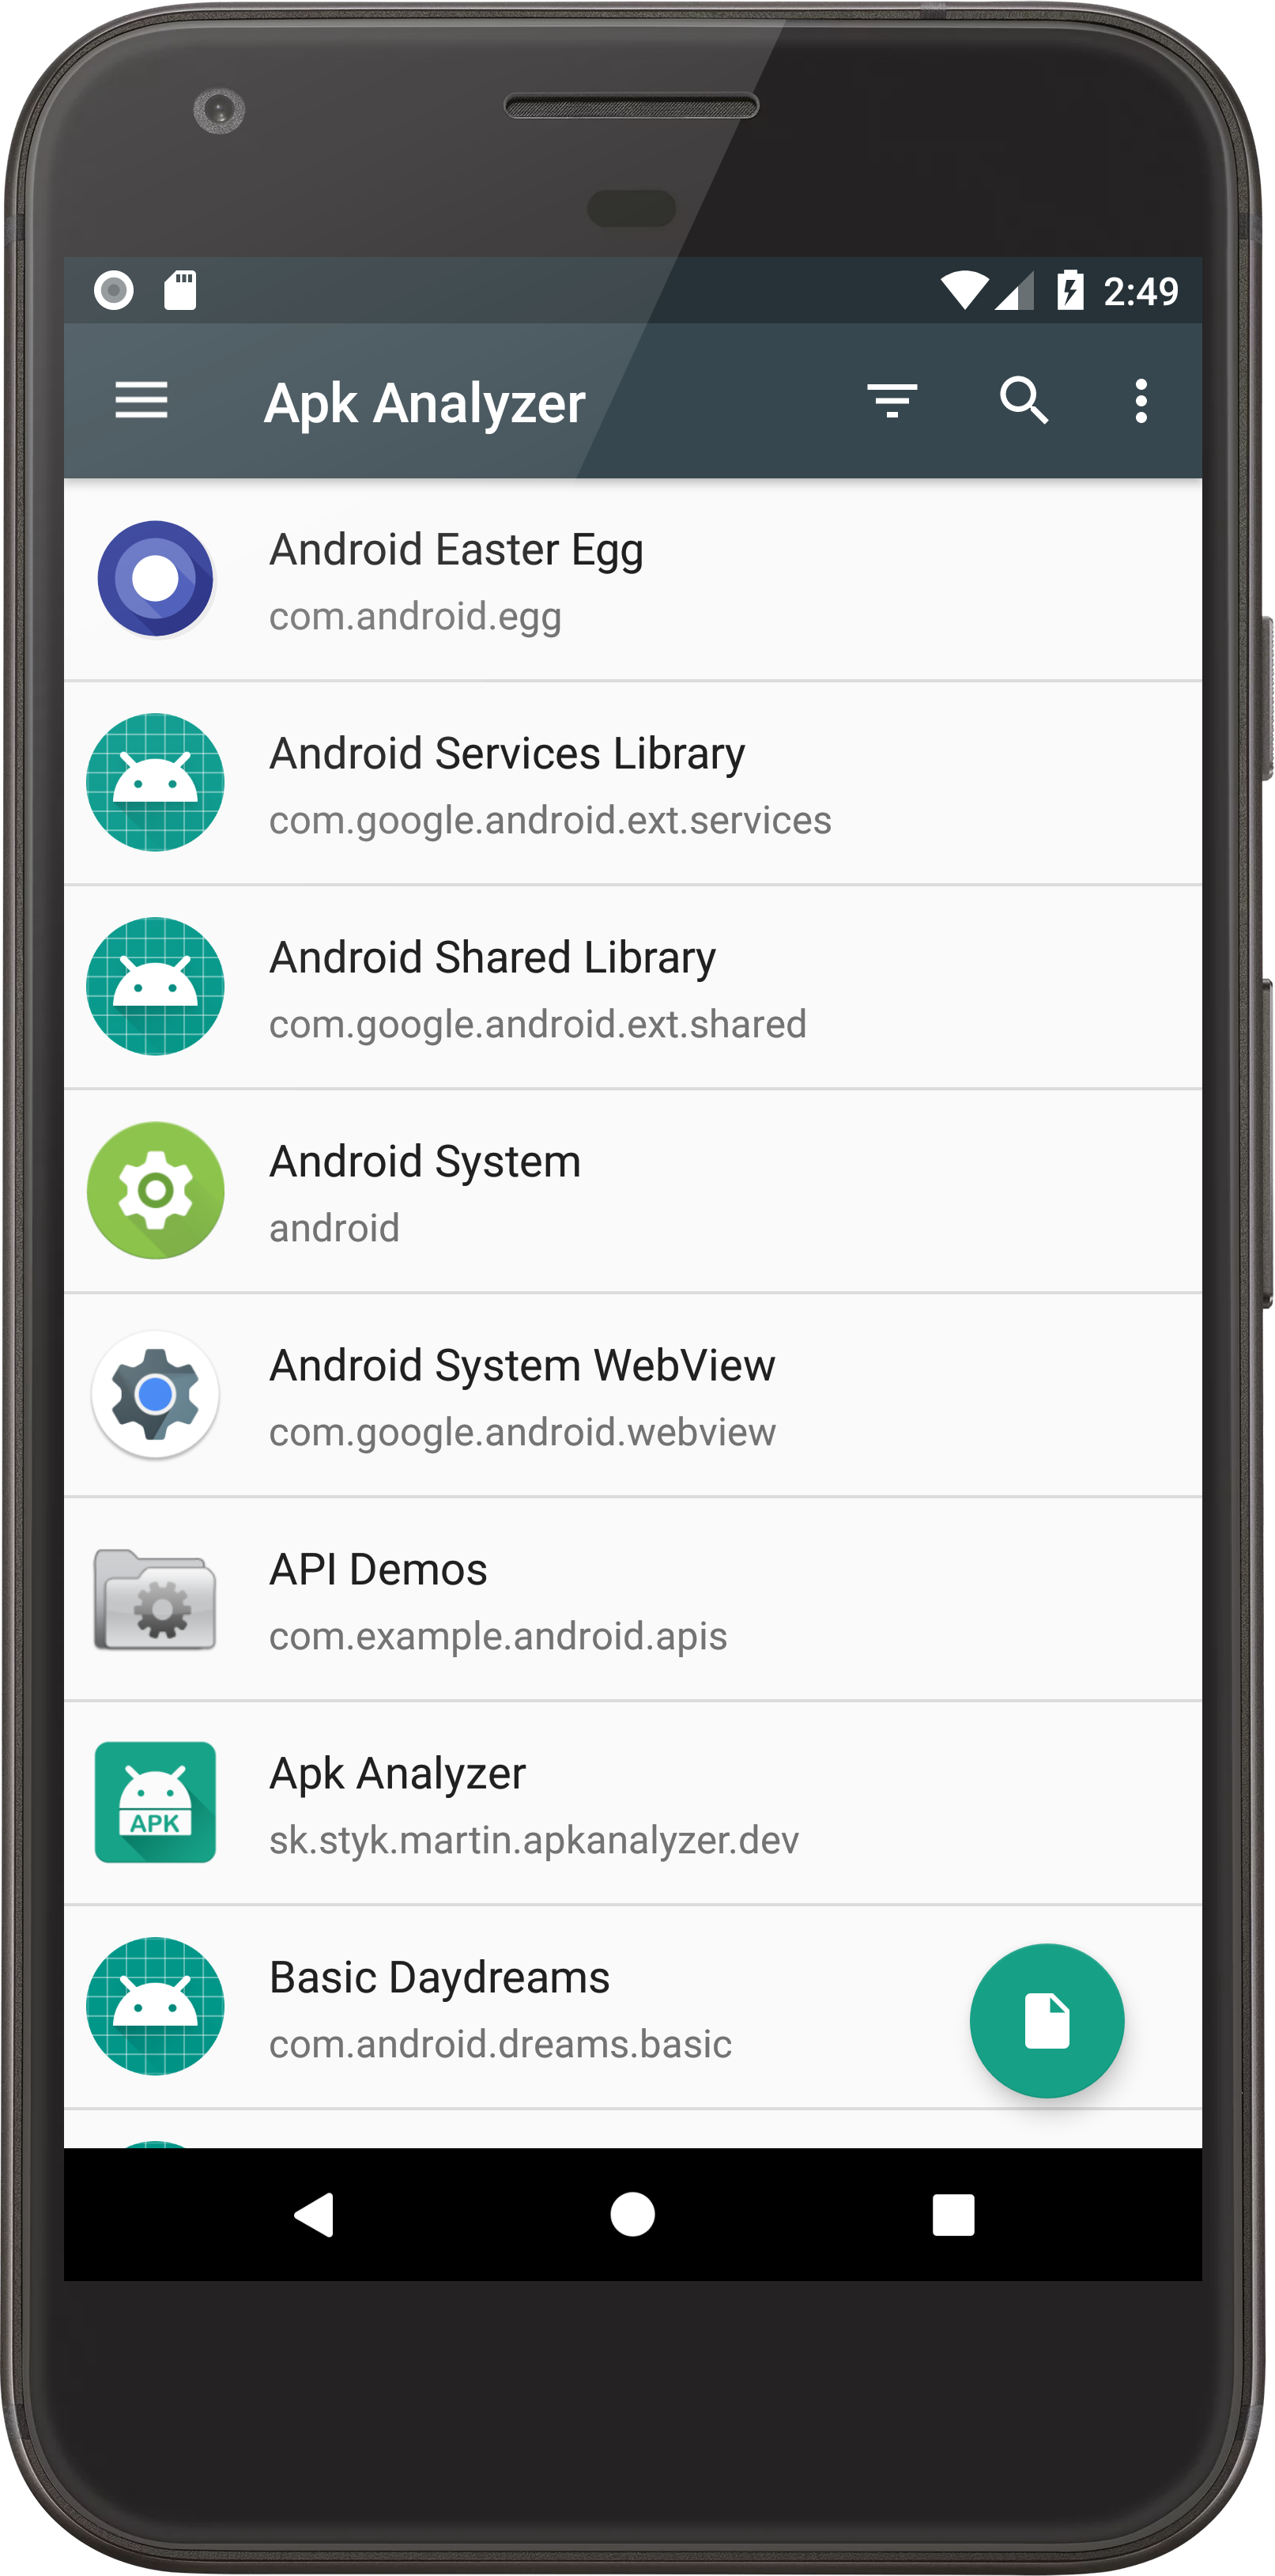 2:49
Apk Analyzer
Android Easter Egg
com.android.egg
Android Services Library
com.google.android.ext.services
Android Shared Library
com.google.android.ext.shared
Android System
android
Android System WebView
com.google.android.webview
API Demos
com.example.android.apis
Apk Analyzer
sk.styk.martin.apkanalyzer.dev
APK
Basic Daydreams
com.android.dreams.basic